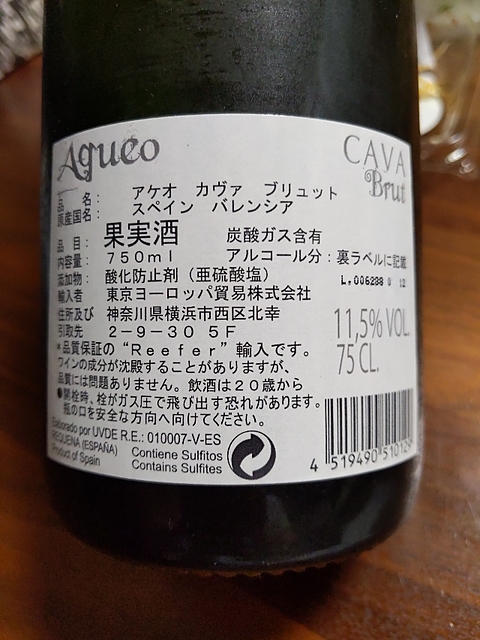 Aqueo
CAVA
Brut
品　名： アケオ　カヴァ　ブリュット
原産国名： スペイン　バレンシア
品　目： 果実酒　炭酸ガス含有
内容量： 750ml　アルコール分：裏ラベルに記載
添加物： 酸化防止剤（亜硫酸塩）
輸入者　東京ヨーロッパ貿易株式会社
住所及び　神奈川県横浜市西区北幸
引取先　2-9-30 5F
＊品質保証の“Reefer”輸入です。
ワインの成分が沈殿することがありますが、
品質には問題ありません。飲酒は20歳から
●開栓時、栓がガス圧で飛び出す恐れがあります。
瓶の口を安全な方向へ向けてください。
11,5% VOL.
75 CL.
Elaborado por UVDE R.E.: 010007-V-ES
REQUENA (ESPAÑA)
Product of Spain
Contiene Sulfitos
Contains Sulfites
4 519490 51012